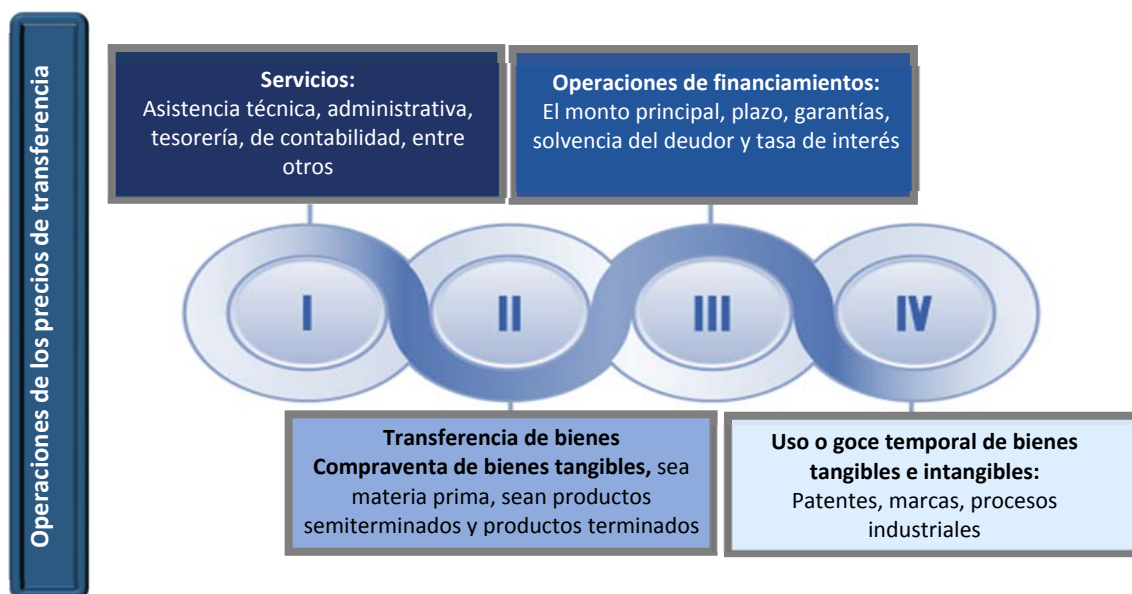 Operaciones de los precios de transferencia
Servicios:
Asistencia técnica, administrativa,
tesorería, de contabilidad, entre
otros
Operaciones de financiamientos:
El monto principal, plazo, garantías,
solvencia del deudor y tasa de interés
I
II
III
IV
Transferencia de bienes
Compraventa de bienes tangibles, sea
materia prima, sean productos
semiterminados y productos terminados
Uso o goce temporal de bienes
tangibles e intangibles:
Patentes, marcas, procesos
industriales